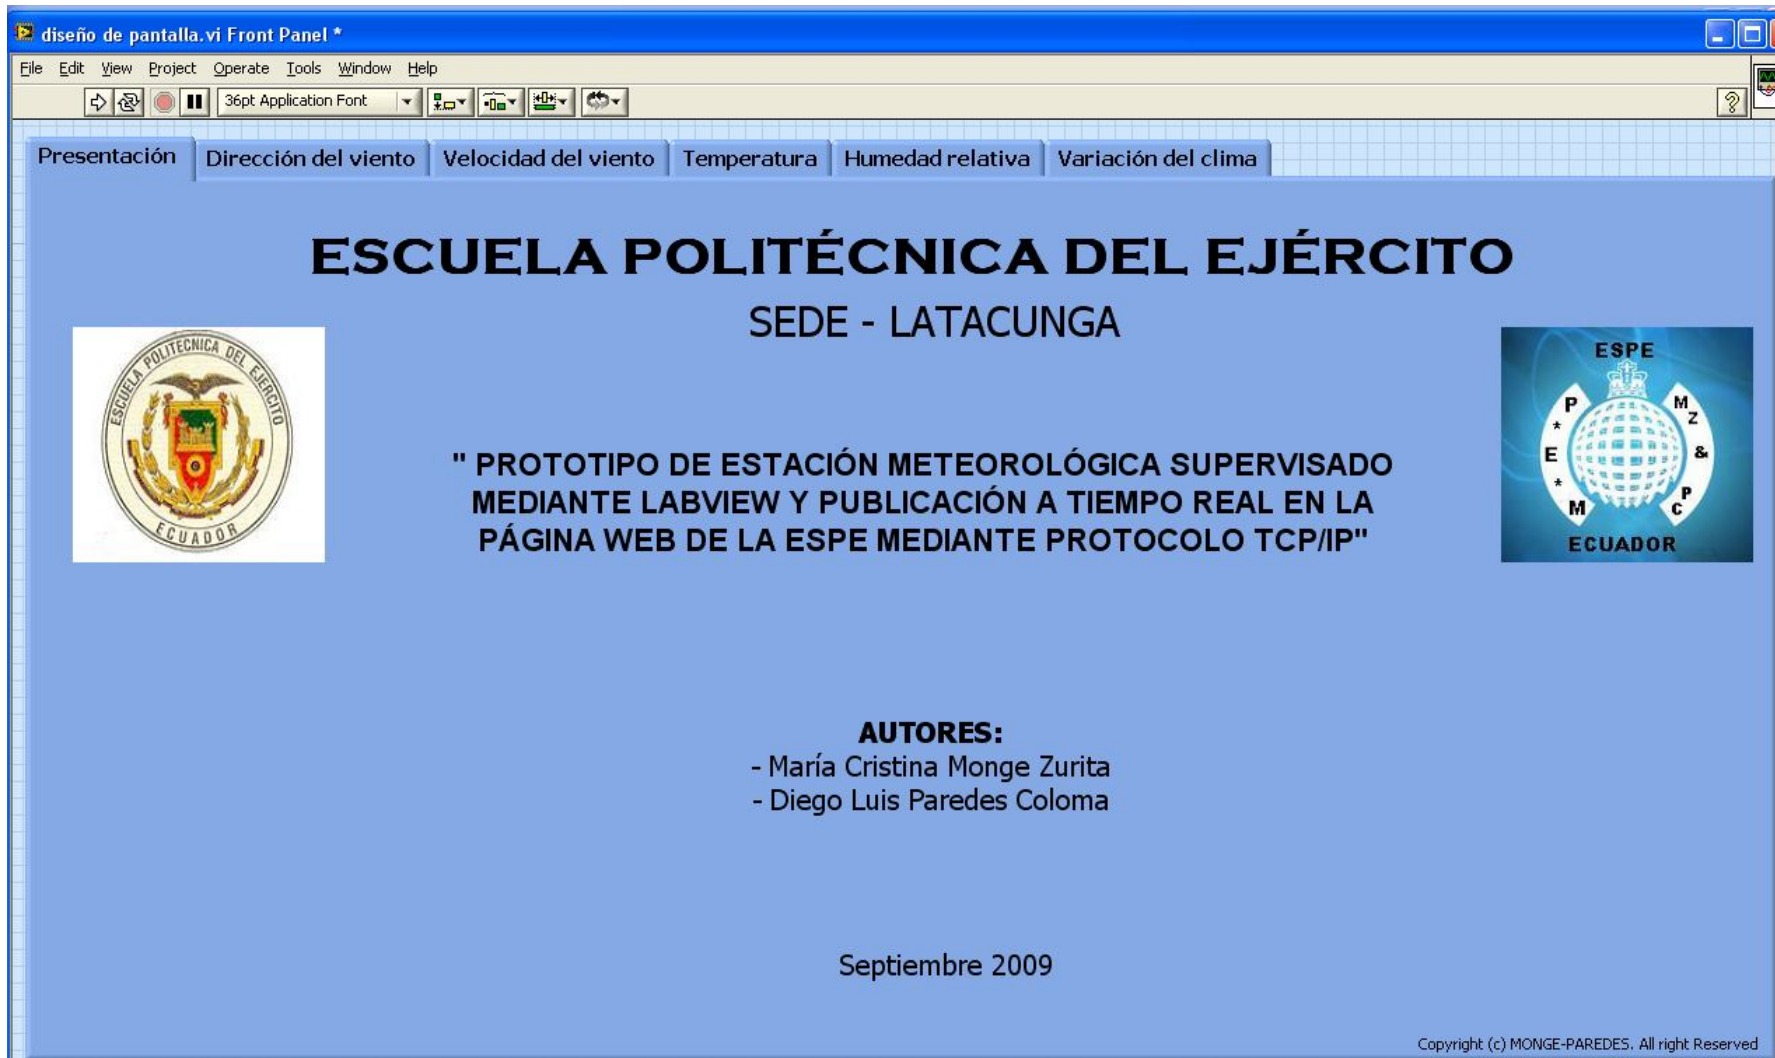 diseño de pantalla.vi Front Panel *
File Edit View Project Operate Tools Window Help
36pt Application Font
Presentación Dirección del viento Velocidad del viento Temperatura Humedad relativa Variación del clima
ESCUELA POLITÉCNICA DEL EJÉRCITO
SEDE - LATACUNGA
ESCUELA POLITECNICA DEL EJERCITO
ECUADOR
" PROTOTIPO DE ESTACIÓN METEOROLÓGICA SUPERVISADO
MEDIANTE LABVIEW Y PUBLICACIÓN A TIEMPO REAL EN LA
PÁGINA WEB DE LA ESPE MEDIANTE PROTOCOLO TCP/IP"
ESPE
P * E * M
MZ & PC
ECUADOR
AUTORES:
- María Cristina Monge Zurita
- Diego Luis Paredes Coloma
Septiembre 2009
Copyright (c) MONGE-PAREDES. All right Reserved